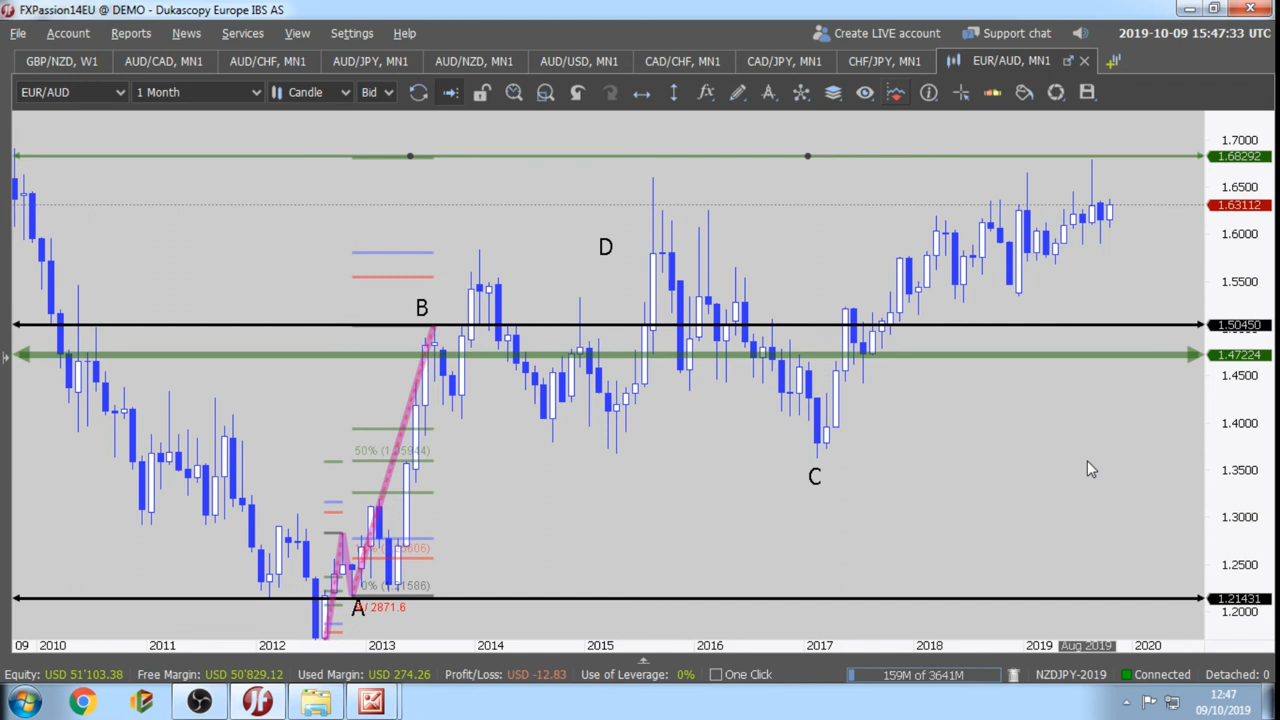 FXPassion14EU @ DEMO - Dukascopy Europe IBS AS
File Account Reports News Services View Settings Help Create LIVE account Support chat 2019-10-09 15:47:33 UTC
GBP/NZD, W1 AUD/CAD, MN1 AUD/CHF, MN1 AUD/JPY, MN1 AUD/NZD, MN1 AUD/USD, MN1 CAD/CHF, MN1 CAD/JPY, MN1 CHF/JPY, MN1 EUR/AUD, MN1
EUR/AUD 1 Month Candle Bid
1.7000
1.68292
1.6500
1.63112
1.6000
D
1.5500
B
1.50450
1.47224
1.4500
1.4000
50% (1.35944)
1.3500
C
1.3000
1.2500
0% (1.21586)
1.21431
A
/ 2871.6
1.2000
09 2010 2011 2012 2013 2014 2015 2016 2017 2018 2019 Aug 2019 2020
Equity: USD 51'103.38 Free Margin: USD 50'829.12 Used Margin: USD 274.26 Profit/Loss: USD -12.83 Use of Leverage: 0% One Click 159M of 3641M NZDJPY-2019 Connected Detached: 0
12:47
09/10/2019